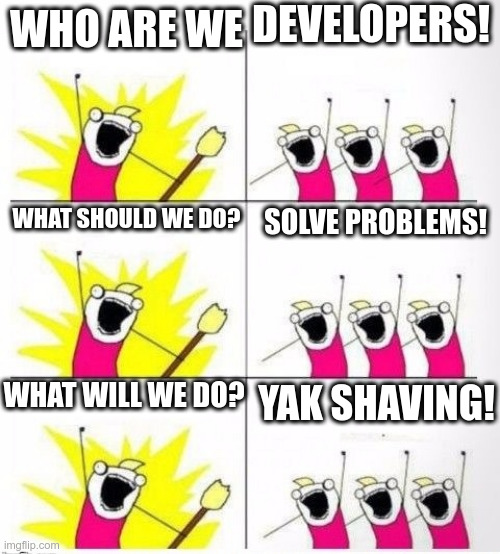 WHO ARE WE
DEVELOPERS!
WHAT SHOULD WE DO?
SOLVE PROBLEMS!
WHAT WILL WE DO?
YAK SHAVING!
imgflip.com